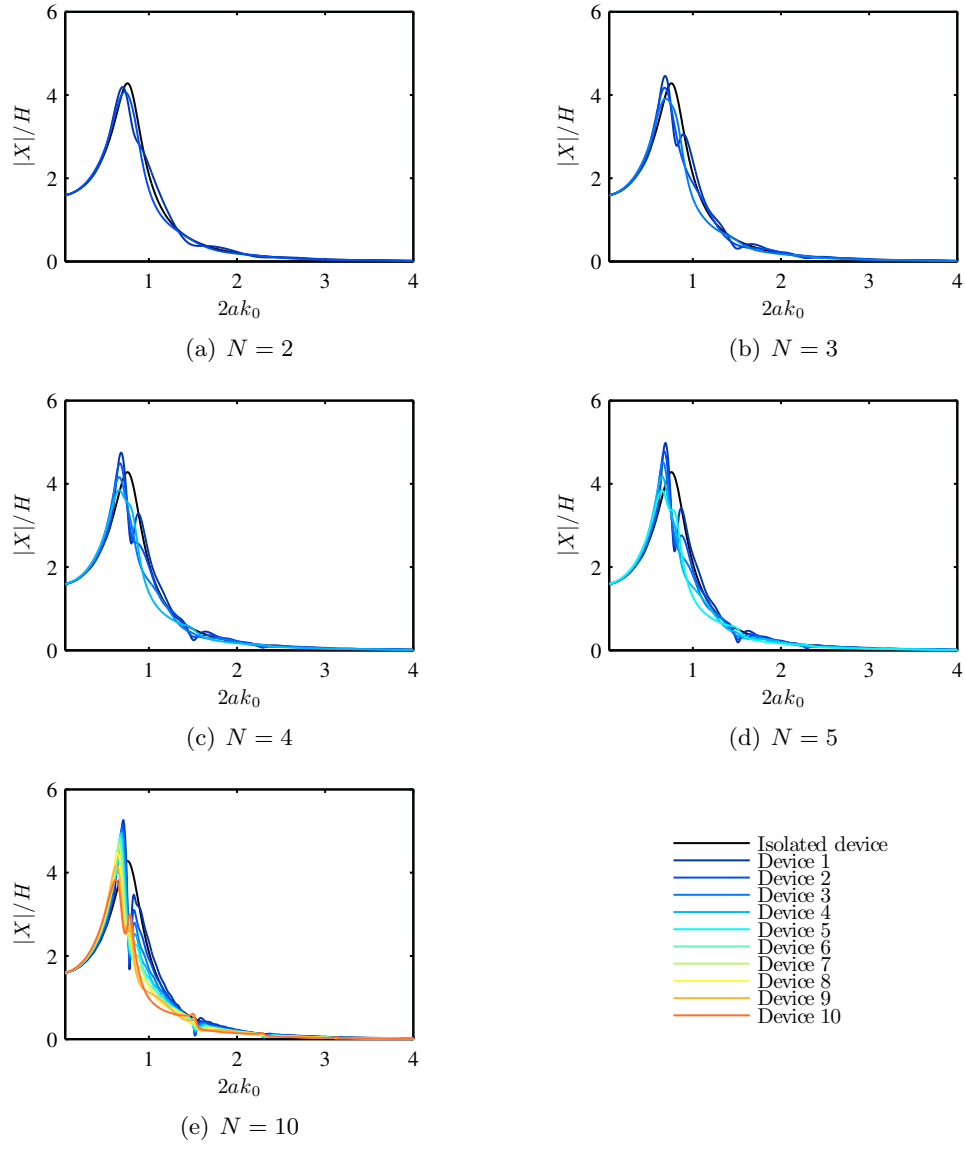 6
4
2
0
|X|/H
1 2 3 4
2ak₀
(a) N = 2
6
4
2
0
|X|/H
1 2 3 4
2ak₀
(b) N = 3
6
4
2
0
|X|/H
1 2 3 4
2ak₀
(c) N = 4
6
4
2
0
|X|/H
1 2 3 4
2ak₀
(d) N = 5
6
4
2
0
|X|/H
1 2 3 4
2ak₀
(e) N = 10
Isolated device
Device 1
Device 2
Device 3
Device 4
Device 5
Device 6
Device 7
Device 8
Device 9
Device 10